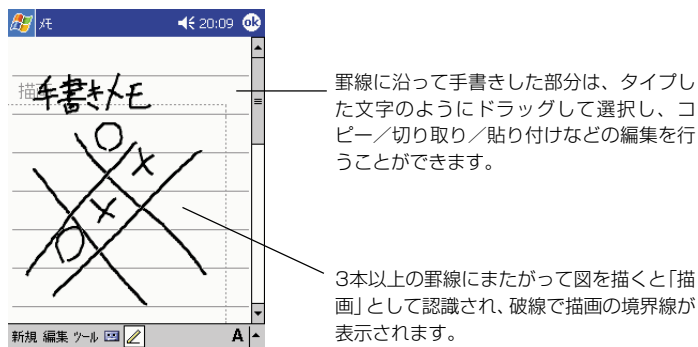 メモ 20:09 ok
描画
手書きメモ
○
×
×
○
新規 編集 ツール A
罫線に沿って手書きした部分は、タイプし
た文字のようにドラッグして選択し、コ
ピー／切り取り／貼り付けなどの編集を行
うことができます。
3本以上の罫線にまたがって図を描くと「描
画」として認識され、破線で描画の境界線が
表示されます。